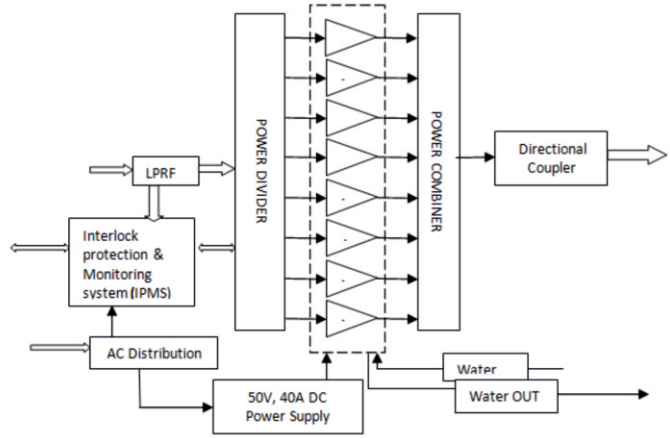 POWER DIVIDER
POWER COMBINER
LPRF
Directional
Coupler
Interlock
protection &
Monitoring
system (IPMS)
AC Distribution
50V, 40A DC
Power Supply
Water
Water OUT